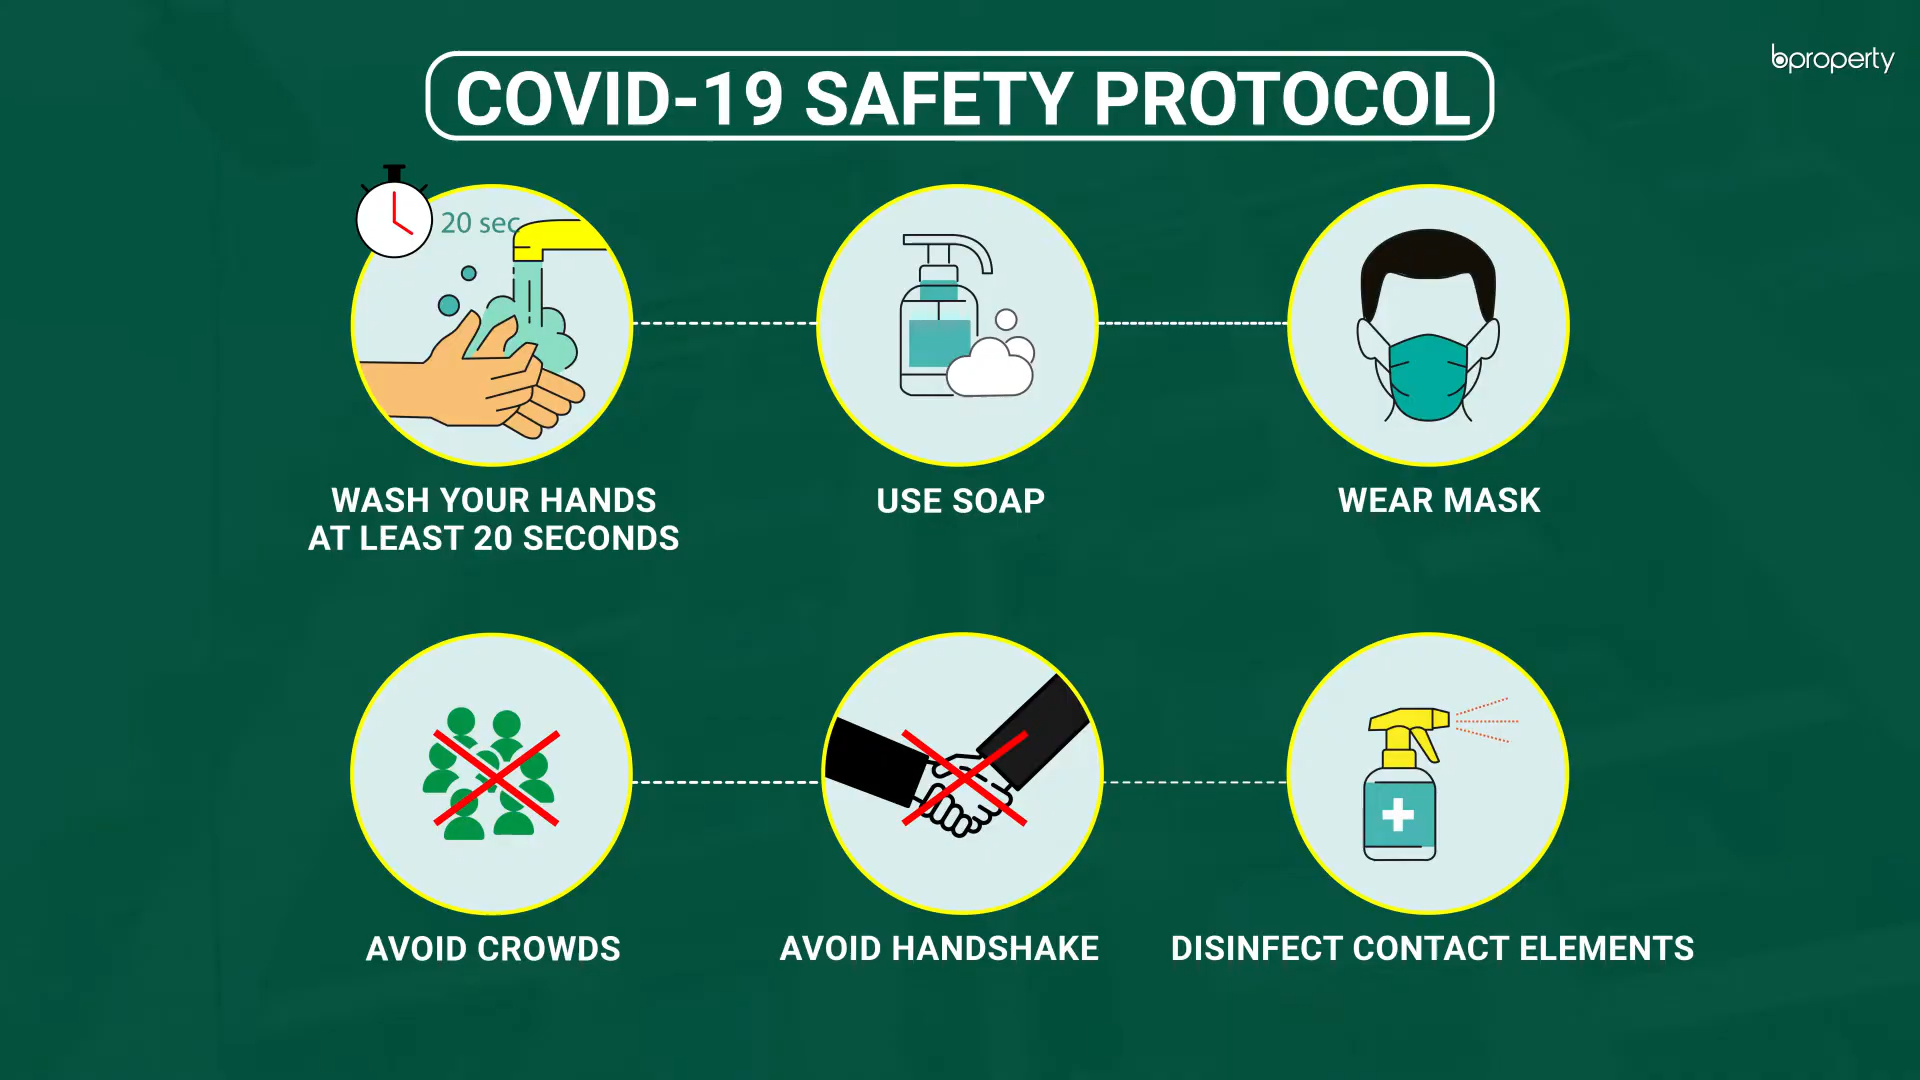 COVID-19 SAFETY PROTOCOL
bproperty
20 sec
WASH YOUR HANDS
AT LEAST 20 SECONDS
USE SOAP
WEAR MASK
AVOID CROWDS
AVOID HANDSHAKE
DISINFECT CONTACT ELEMENTS